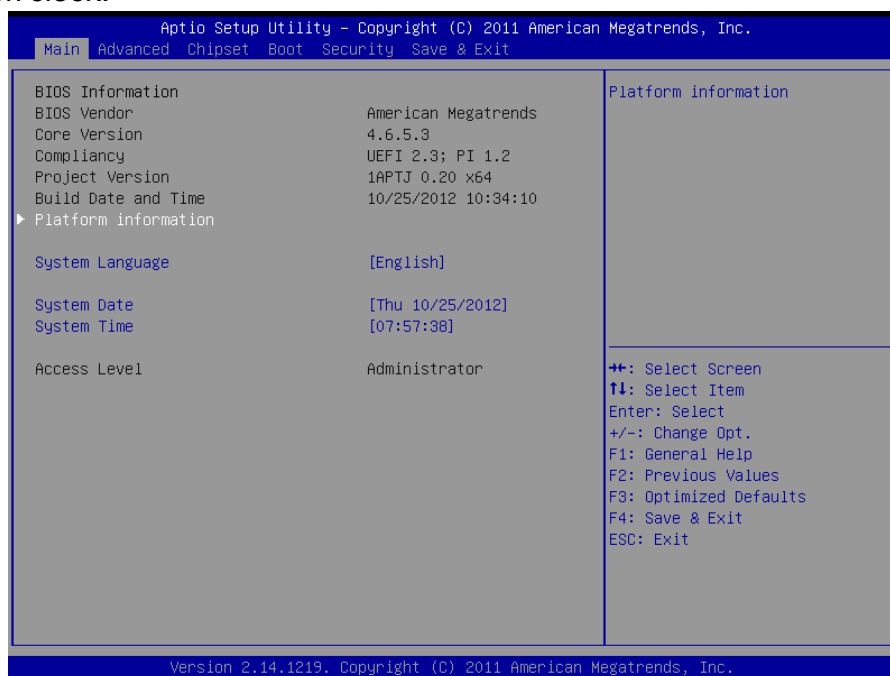 Aptio Setup Utility – Copyright (C) 2011 American Megatrends, Inc.
Main Advanced Chipset Boot Security Save & Exit
BIOS Information
BIOS Vendor American Megatrends
Core Version 4.6.5.3
Compliancy UEFI 2.3; PI 1.2
Project Version 1APTJ 0.20 x64
Build Date and Time 10/25/2012 10:34:10
Platform information
System Language [English]
System Date [Thu 10/25/2012]
System Time [07:57:38]
Access Level Administrator
Platform information
→←: Select Screen
↑↓: Select Item
Enter: Select
+/-: Change Opt.
F1: General Help
F2: Previous Values
F3: Optimized Defaults
F4: Save & Exit
ESC: Exit
Version 2.14.1219. Copyright (C) 2011 American Megatrends, Inc.